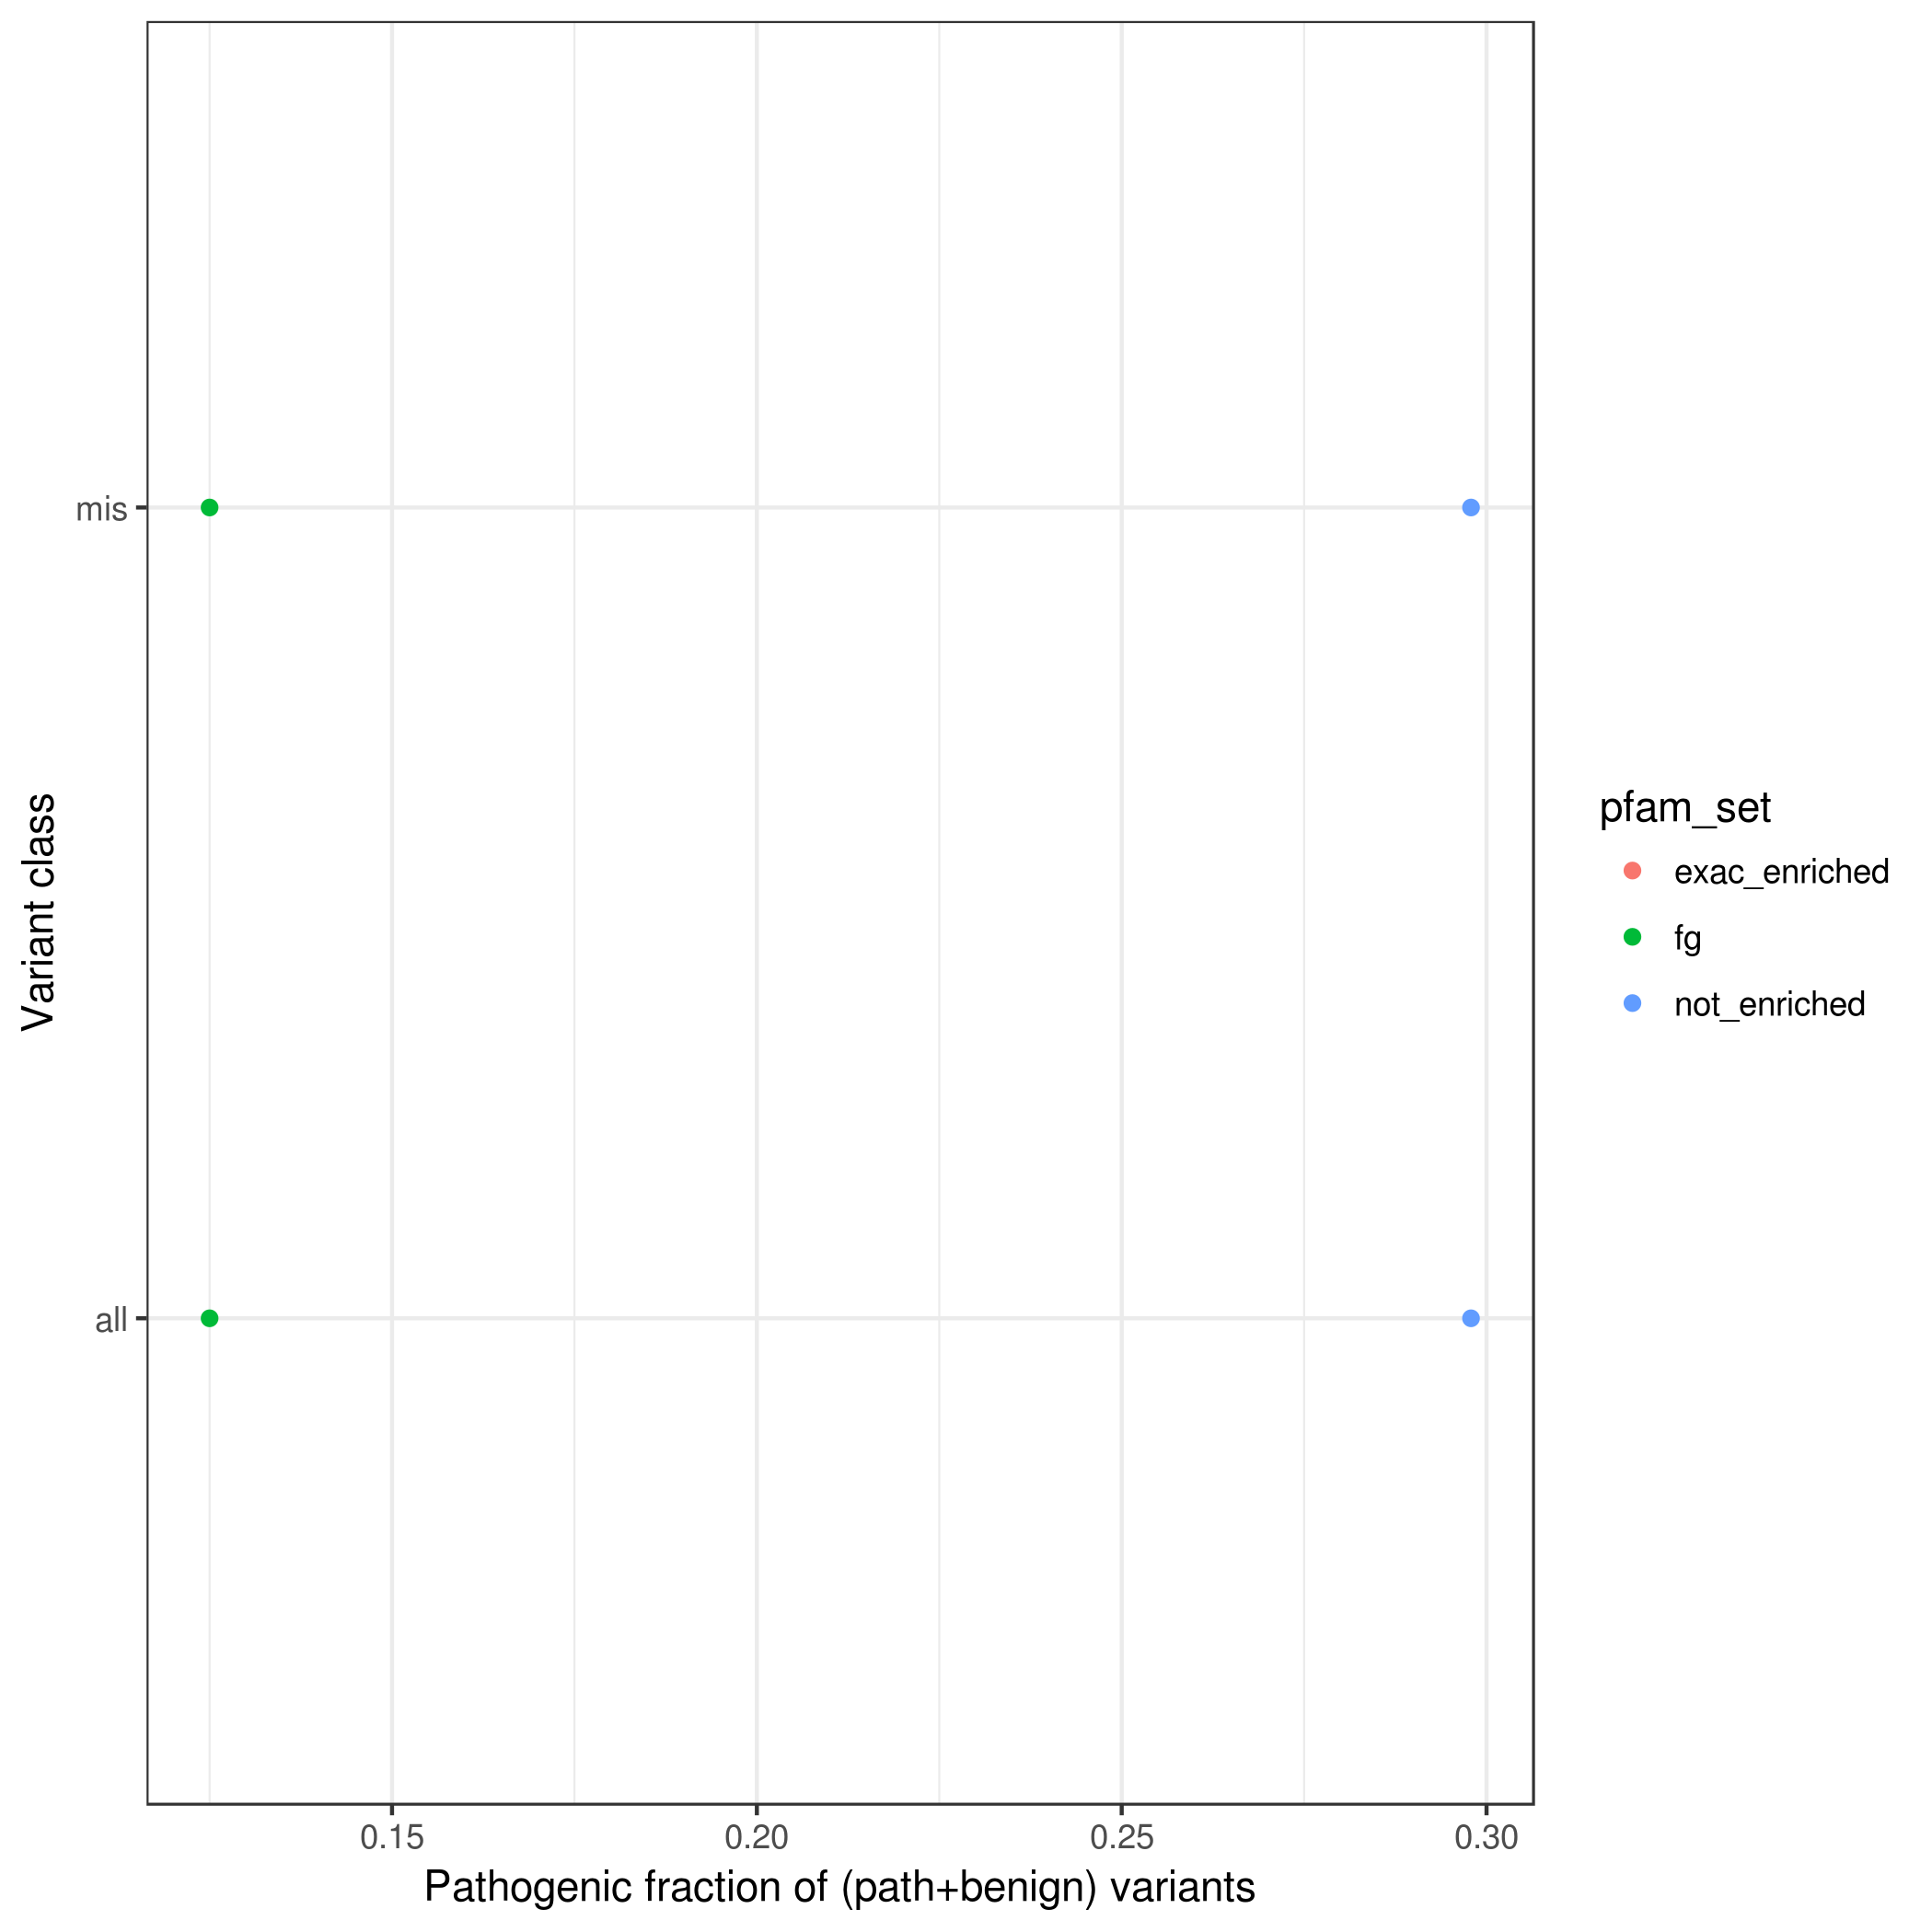 Variant class
mis
all
0.15 0.20 0.25 0.30
Pathogenic fraction of (path+benign) variants
pfam_set
exac_enriched
fg
not_enriched